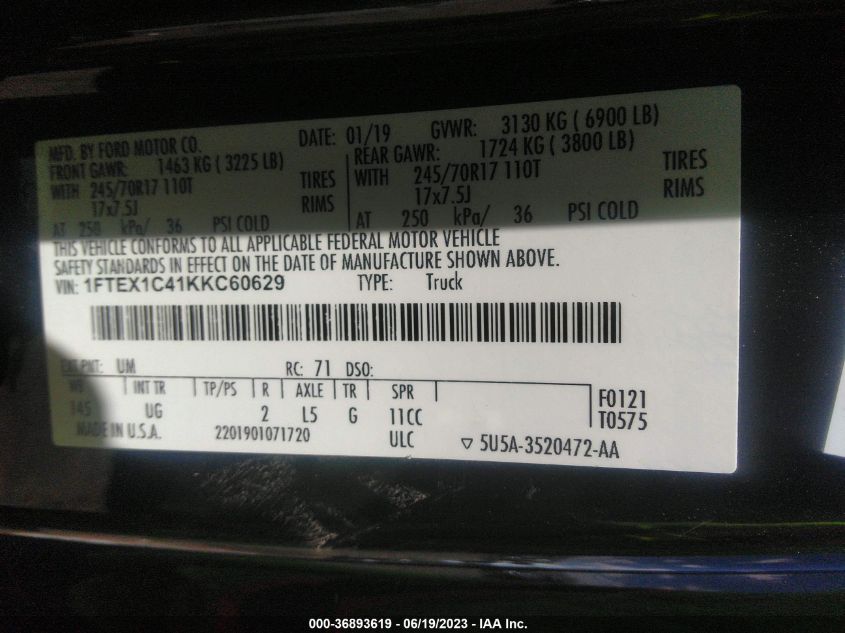 MFD. BY FORD MOTOR CO. DATE: 01/19 GVWR: 3130 KG ( 6900 LB)
FRONT GAWR: 1463 KG ( 3225 LB) REAR GAWR: 1724 KG ( 3800 LB)
WITH 245/70R17 110T TIRES WITH 245/70R17 110T TIRES
17x7.5J RIMS 17x7.5J RIMS
AT 250 kPa/ 36 PSI COLD AT 250 kPa/ 36 PSI COLD
THIS VEHICLE CONFORMS TO ALL APPLICABLE FEDERAL MOTOR VEHICLE
SAFETY STANDARDS IN EFFECT ON THE DATE OF MANUFACTURE SHOWN ABOVE.
VIN: 1FTEX1C41KKC60629 TYPE: Truck
EXT PNT: UM RC: 71 DSO:
WB INT TR TP/PS R AXLE TR SPR F0121
145 UG 2 L5 G 11CC T0575
MADE IN U.S.A. 2201901071720 ULC ▽ 5U5A-3520472-AA
000-36893619 - 06/19/2023 - IAA Inc.